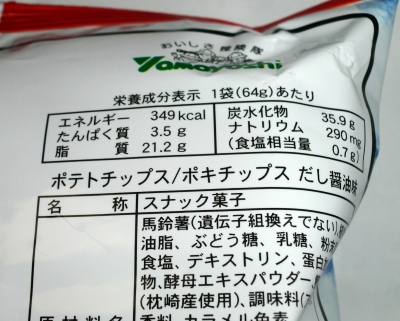 おいしさ探険隊
Yamayoshi
栄養成分表示 1袋(64g)あたり
エネルギー 349kcal
たんぱく質 3.5g
脂質 21.2g
炭水化物 35.9g
ナトリウム 290mg
(食塩相当量 0.7g)
ポテトチップス/ポキチップス だし醤油味
名称 スナック菓子
馬鈴薯(遺伝子組換えでない)、
油脂、ぶどう糖、乳糖、粉末
食塩、デキストリン、蛋白
物、酵母エキスパウダー、
(枕崎産使用)、調味料(
原材料名 香料、カラメル色素